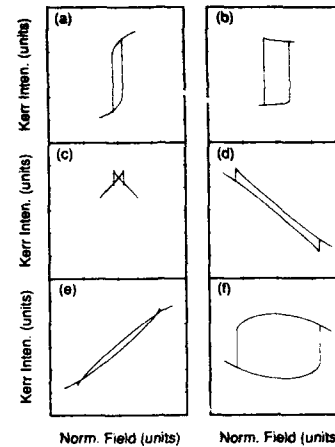 (a)
(b)
Kerr Inten. (units)
(c)
(d)
Kerr Inten. (units)
(e)
(f)
Kerr Inten. (units)
Norm. Field (units)
Norm. Field (units)